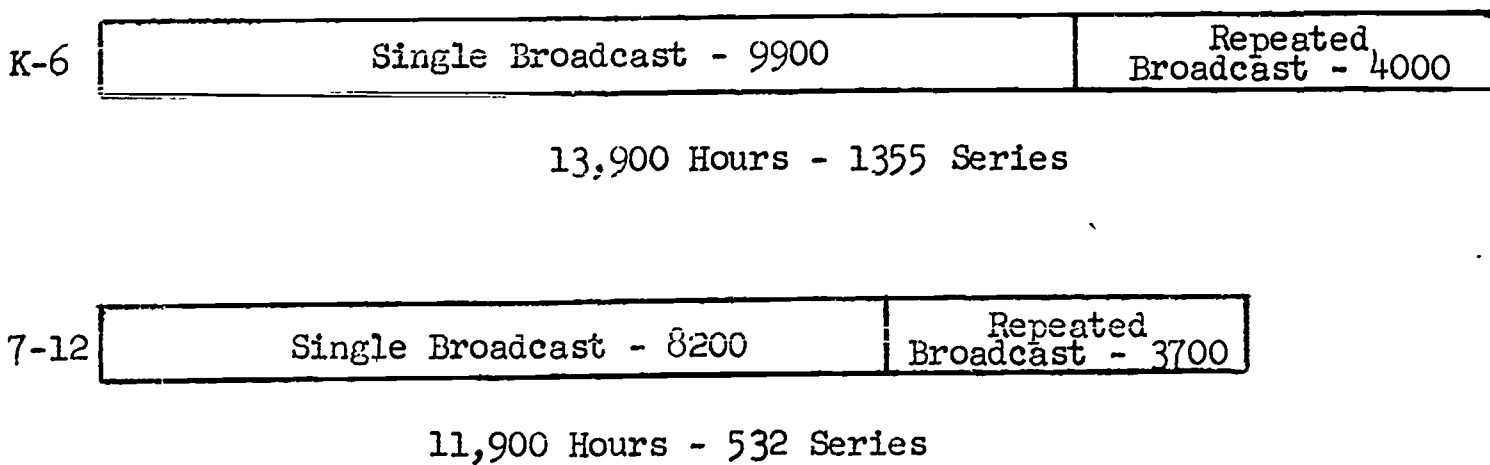 K-6
Single Broadcast - 9900
Repeated
Broadcast - 4000
13,900 Hours - 1355 Series
7-12
Single Broadcast - 8200
Repeated
Broadcast - 3700
11,900 Hours - 532 Series